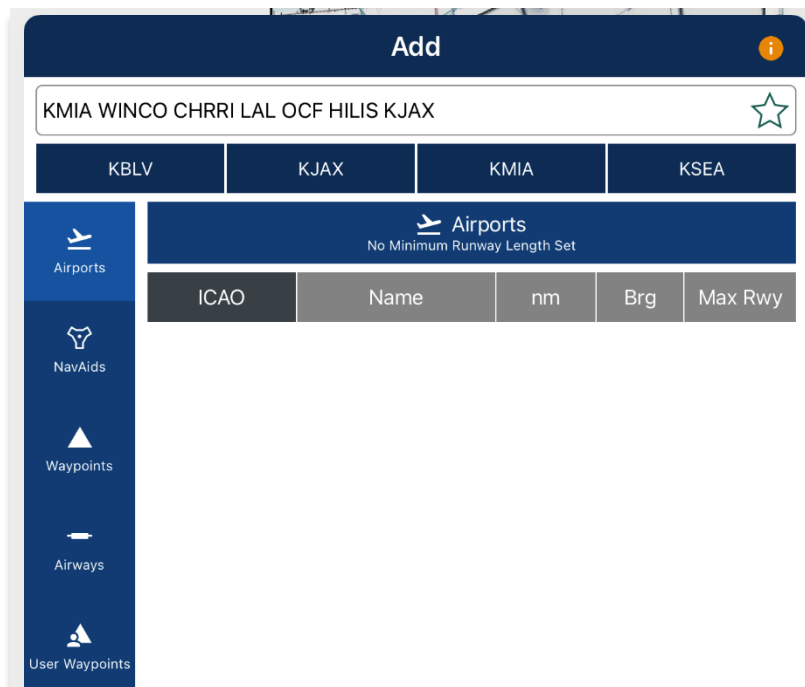 Add
i
KMIA WINCO CHRRI LAL OCF HILIS KJAX
KBLV KJAX KMIA KSEA
Airports
No Minimum Runway Length Set
Airports
ICAO Name nm Brg Max Rwy
NavAids
Waypoints
Airways
User Waypoints